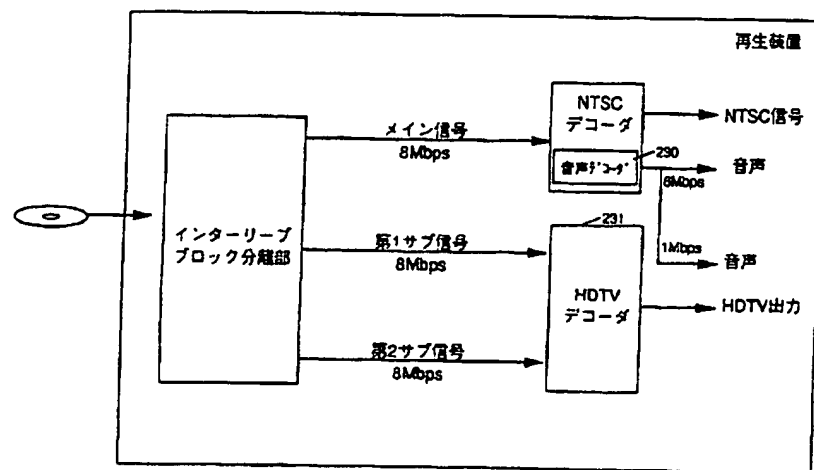 再生装置
NTSC
デコーダ
NTSC信号
メイン信号
8Mbps
音声デコーダ
290
音声
6Mbps
インターリーブ
ブロック分離部
第1サブ信号
8Mbps
231
1Mbps
音声
HDTV
デコーダ
HDTV出力
第2サブ信号
8Mbps